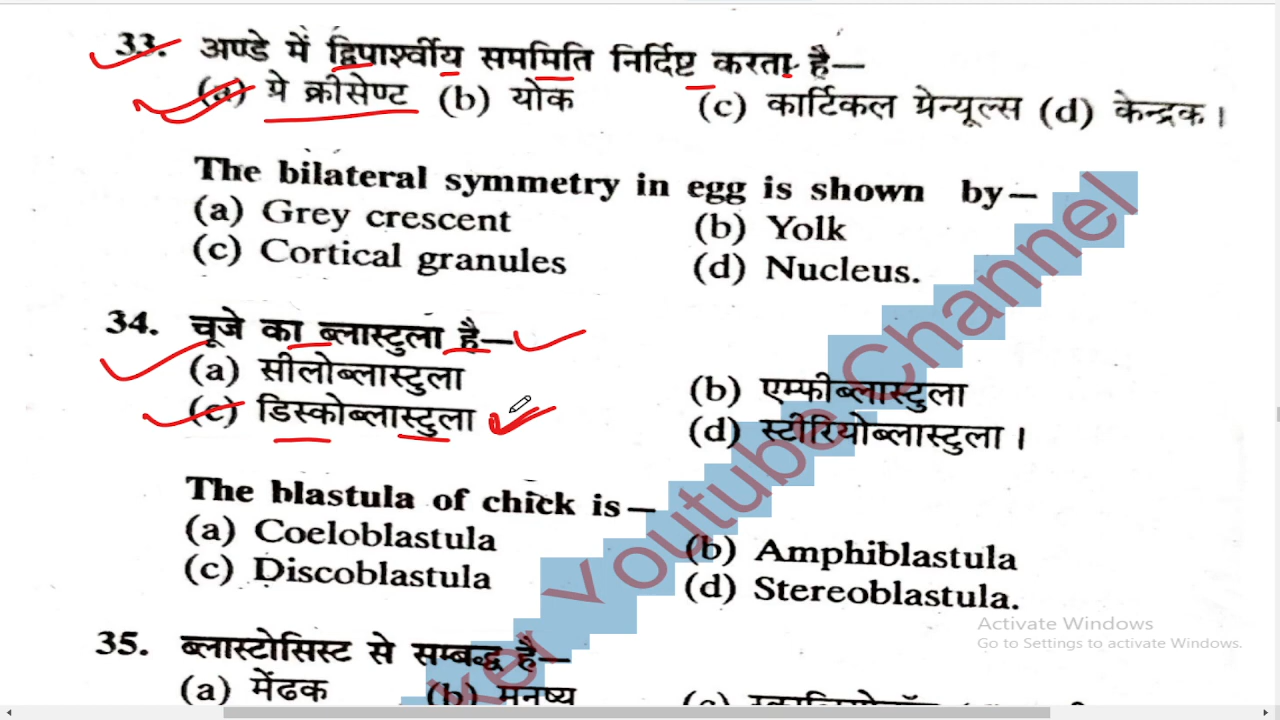 33. अण्डे में द्विपार्श्वीय सममिति निर्दिष्ट करता है—
(a) ग्रे क्रीसेण्ट (b) योक (c) कार्टिकल ग्रेन्यूल्स (d) केन्द्रक।
The bilateral symmetry in egg is shown by—
(a) Grey crescent (b) Yolk
(c) Cortical granules (d) Nucleus.
34. चूजे का ब्लास्टुला है—
(a) सीलोब्लास्टुला (b) एम्फीब्लास्टुला
(c) डिस्कोब्लास्टुला (d) स्टीरियोब्लास्टुला।
The blastula of chick is—
(a) Coeloblastula (b) Amphiblastula
(c) Discoblastula (d) Stereoblastula.
35. ब्लास्टोसिस्ट से सम्बद्ध है—
(a) मेंढक (b) मनुष्य (c)
Youtube Channel
Activate Windows
Go to Settings to activate Windows.